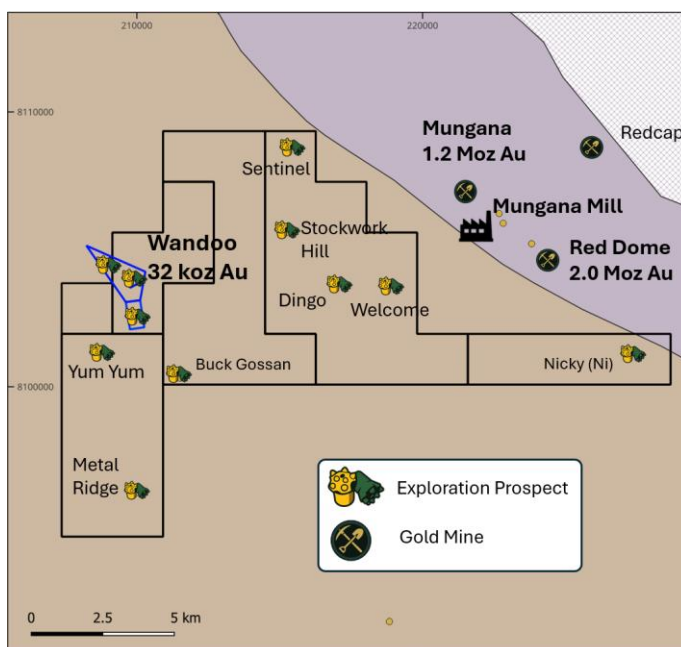 210000
220000
8110000
8100000
Mungana
1.2 Moz Au
Redcap
Sentinel
Mungana Mill
Stockwork
Hill
Wandoo
32 koz Au
Red Dome
2.0 Moz Au
Dingo
Welcome
Yum Yum
Buck Gossan
Nicky (Ni)
Metal
Ridge
Exploration Prospect
Gold Mine
0
2.5
5 km